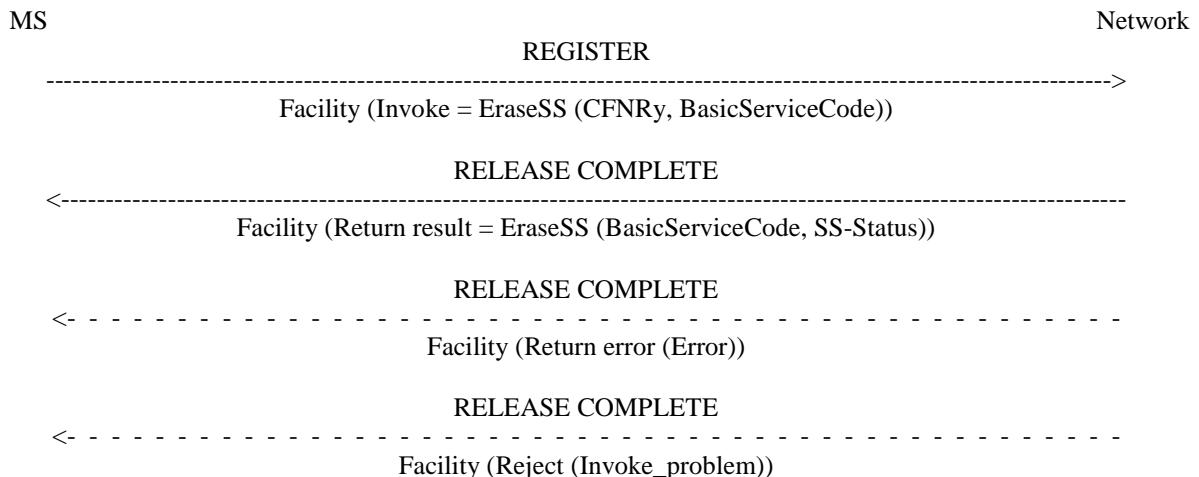 MS Network
REGISTER
Facility (Invoke = EraseSS (CFNRy, BasicServiceCode))
RELEASE COMPLETE
Facility (Return result = EraseSS (BasicServiceCode, SS-Status))
RELEASE COMPLETE
Facility (Return error (Error))
RELEASE COMPLETE
Facility (Reject (Invoke_problem))